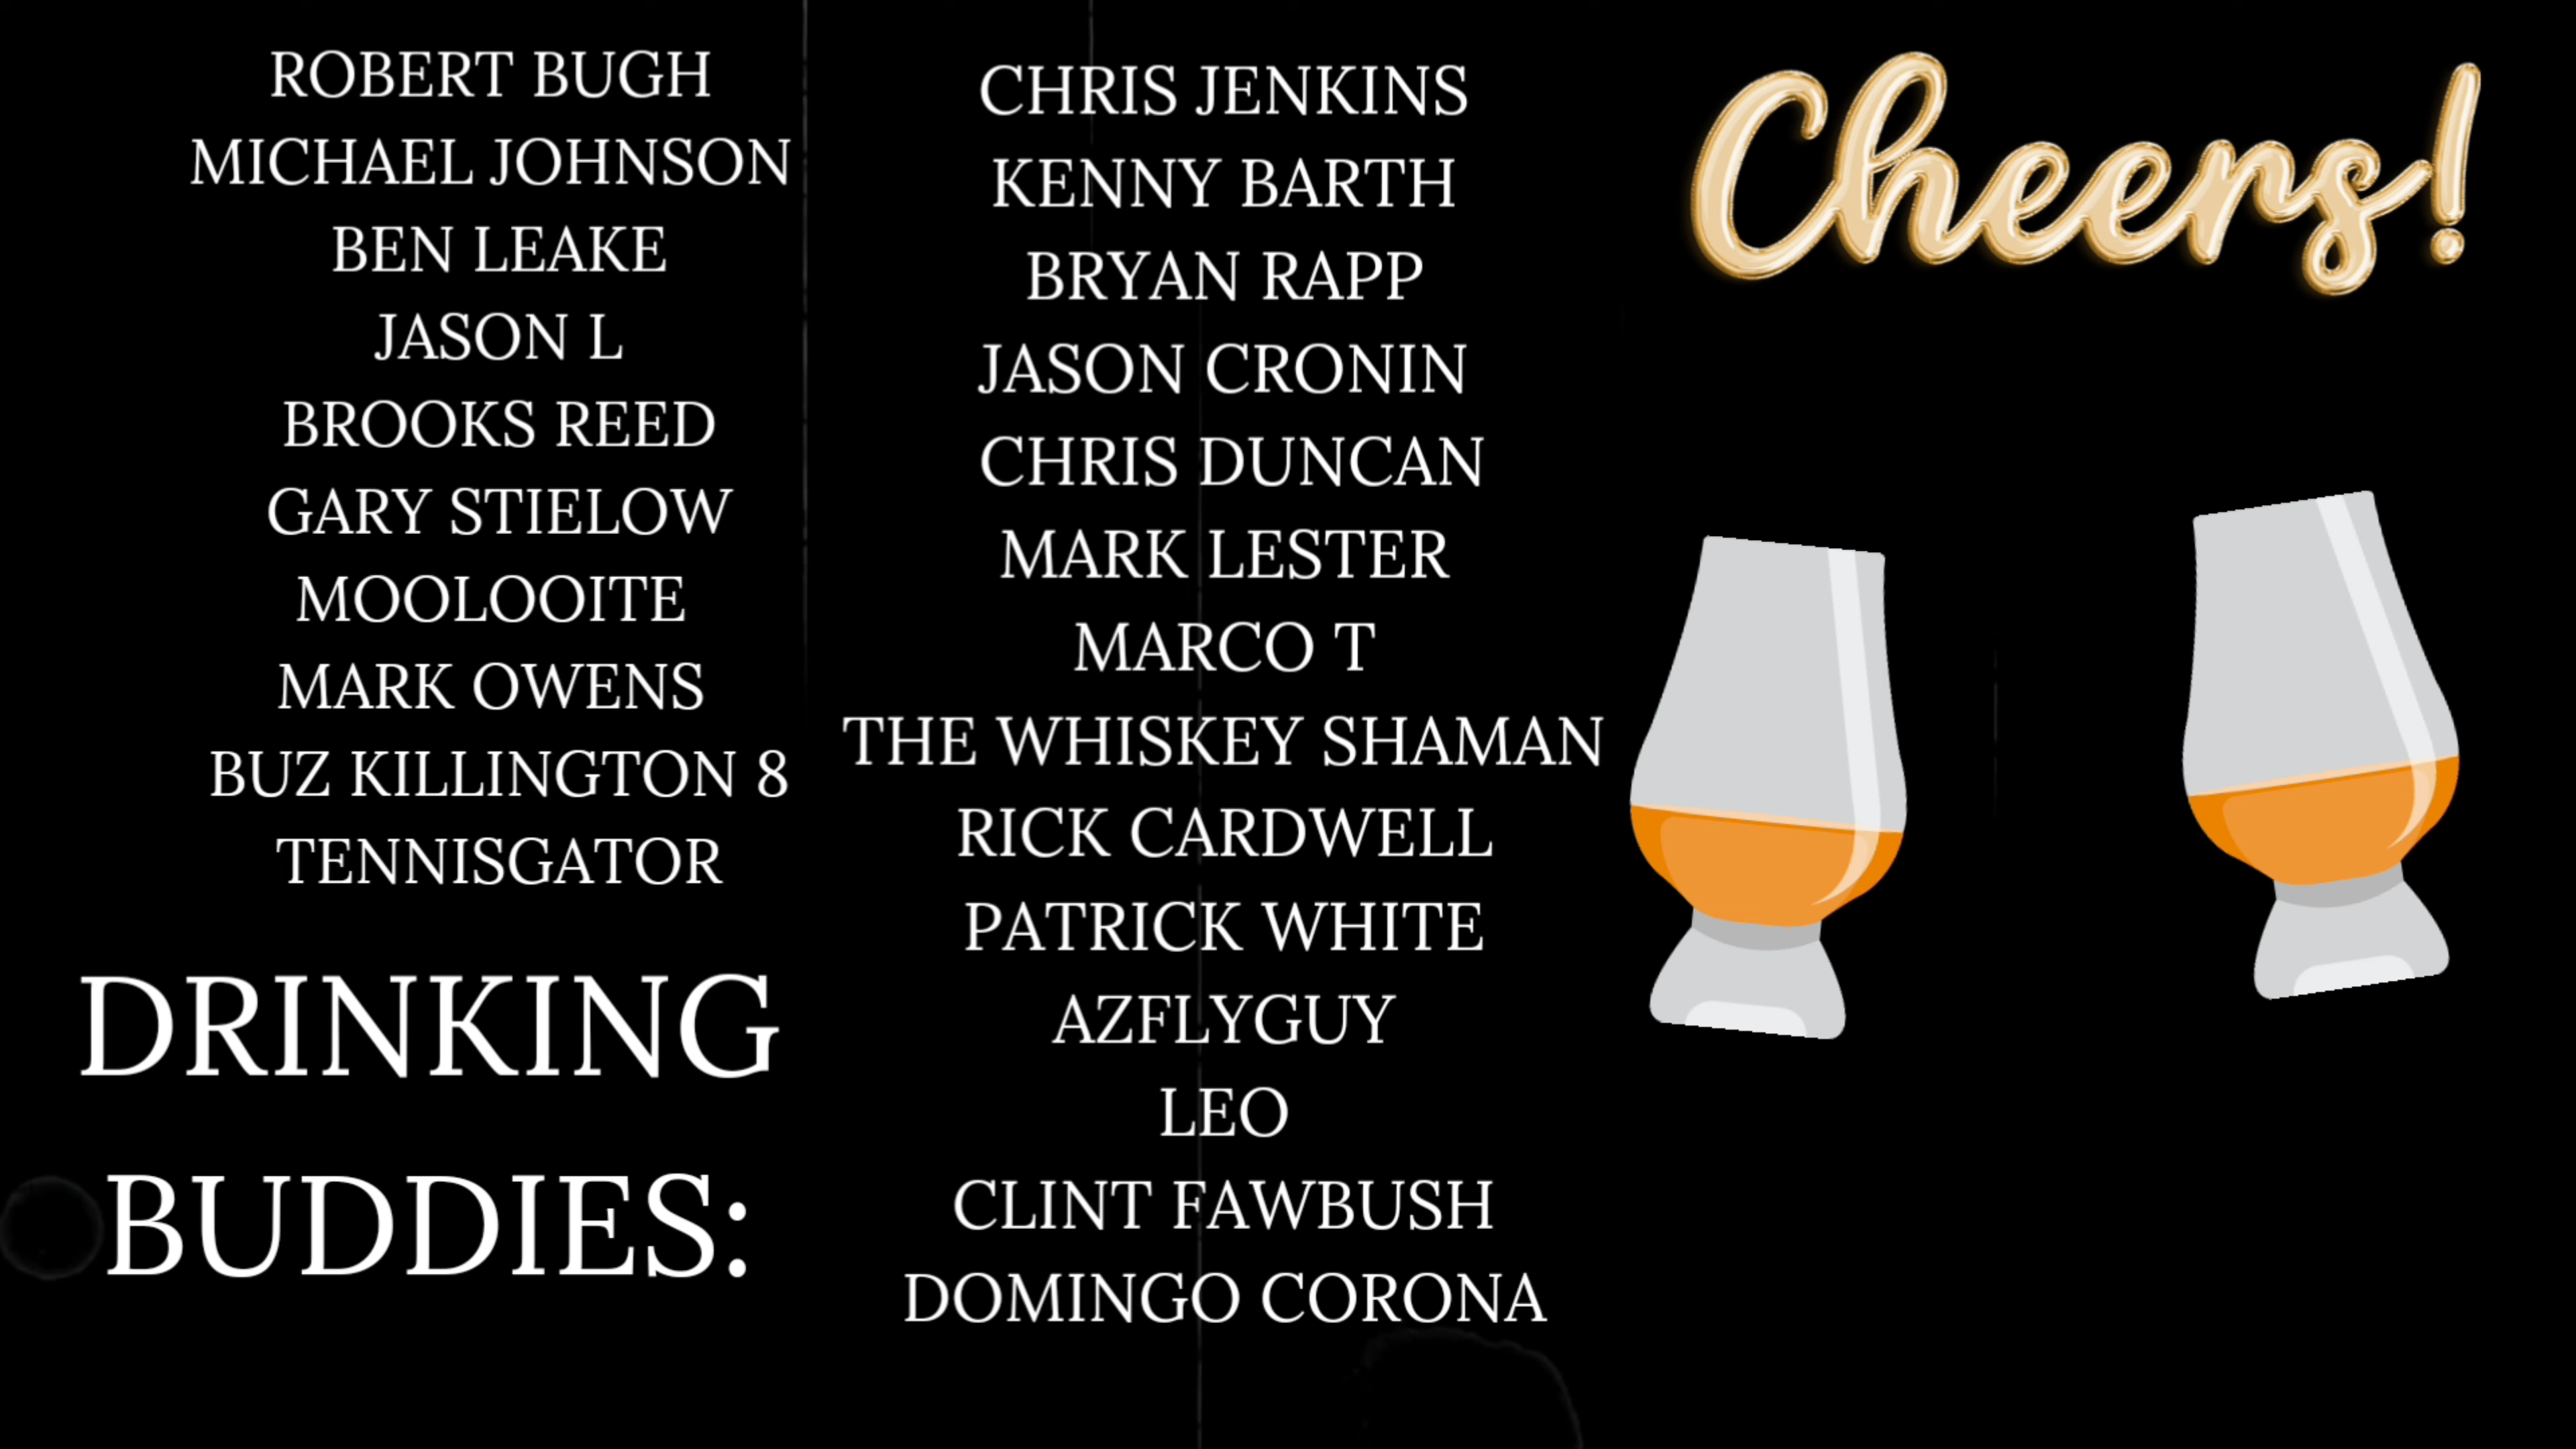 ROBERT BUGH
MICHAEL JOHNSON
BEN LEAKE
JASON L
BROOKS REED
GARY STIELOW
MOOLOOITE
MARK OWENS
BUZ KILLINGTON 8
TENNISGATOR
DRINKING
BUDDIES:
CHRIS JENKINS
KENNY BARTH
BRYAN RAPP
JASON CRONIN
CHRIS DUNCAN
MARK LESTER
MARCO T
THE WHISKEY SHAMAN
RICK CARDWELL
PATRICK WHITE
AZFLYGUY
LEO
CLINT FAWBUSH
DOMINGO CORONA
Cheers!